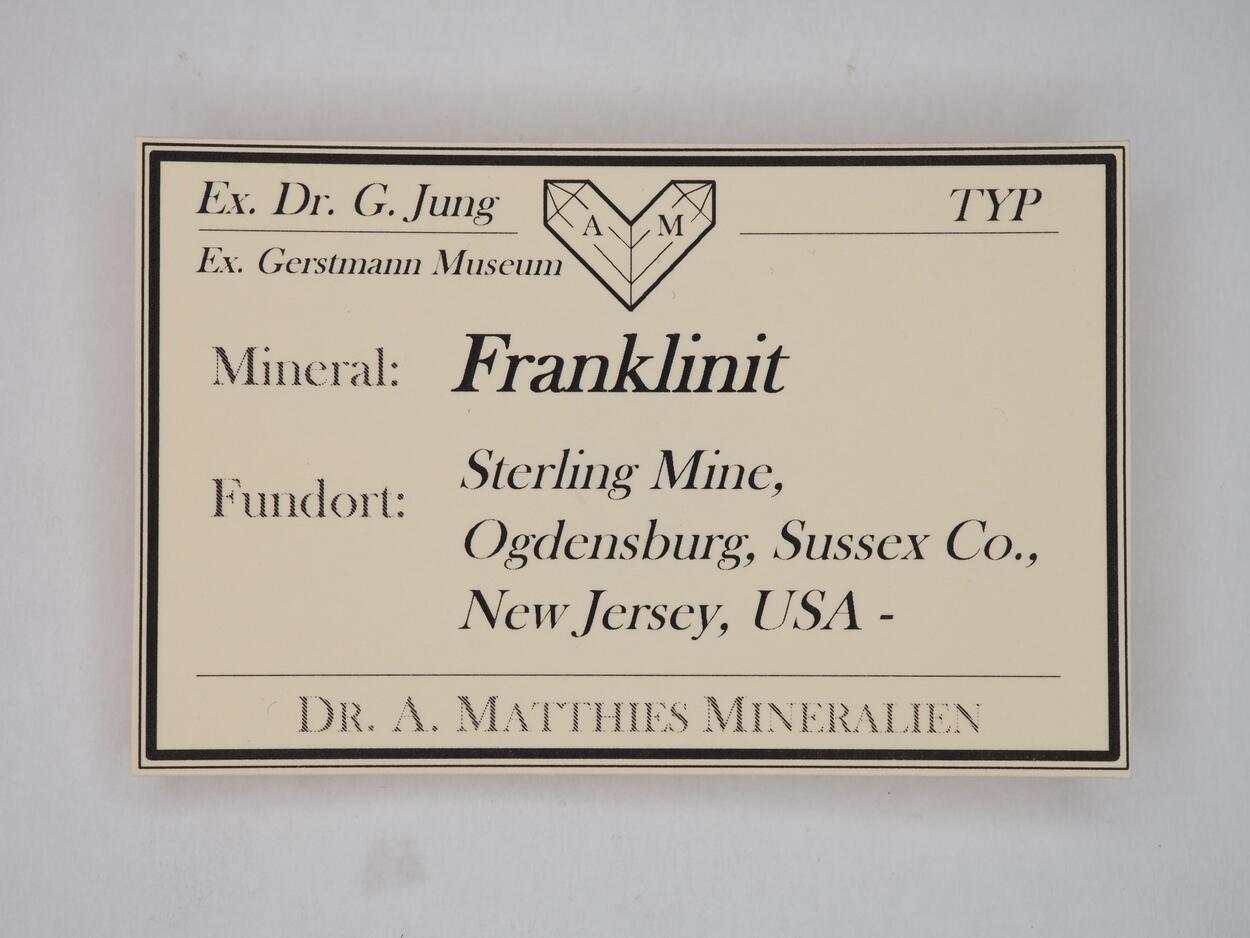 Ex. Dr. G. Jung
A M
TYP
Ex. Gerstmann Museum
Mineral: Franklinit
Fundort: Sterling Mine,
Ogdensburg, Sussex Co.,
New Jersey, USA -
DR. A. MATTHIES MINERALIEN